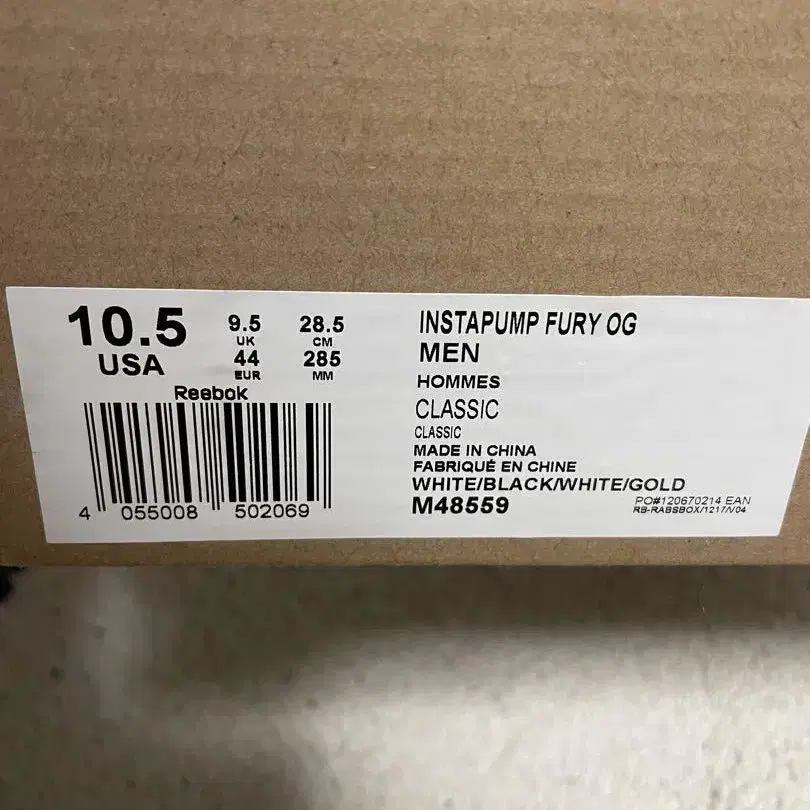 10.5
USA
9.5
UK
44
EUR
28.5
CM
285
MM
Reebok
4 055008 502069
INSTAPUMP FURY OG
MEN
HOMMES
CLASSIC
CLASSIC
MADE IN CHINA
FABRIQUÉ EN CHINE
WHITE/BLACK/WHITE/GOLD
M48559
PO#120670214 EAN
RB-RABSBOX/1217/V04